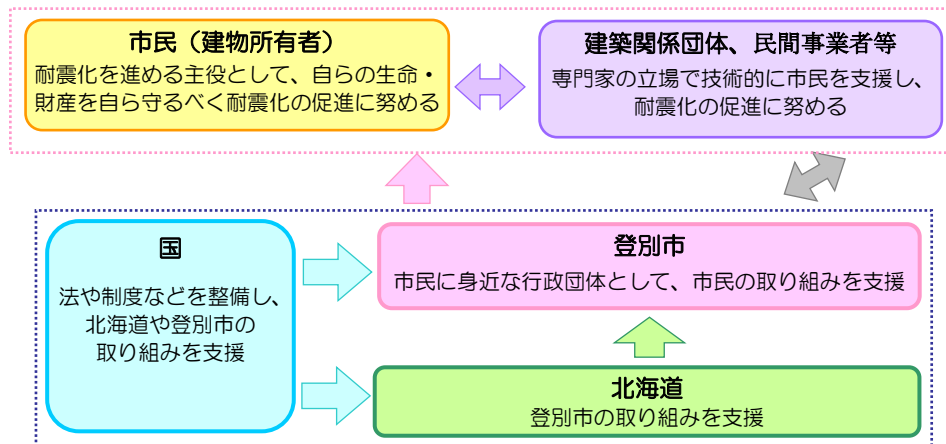 市民（建物所有者）
耐震化を進める主役として、自らの生命・
財産を自ら守るべく耐震化の促進に努める
建築関係団体、民間事業者等
専門家の立場で技術的に市民を支援し、
耐震化の促進に努める
国
法や制度などを整備し、
北海道や登別市の
取り組みを支援
登別市
市民に身近な行政団体として、市民の取り組みを支援
北海道
登別市の取り組みを支援